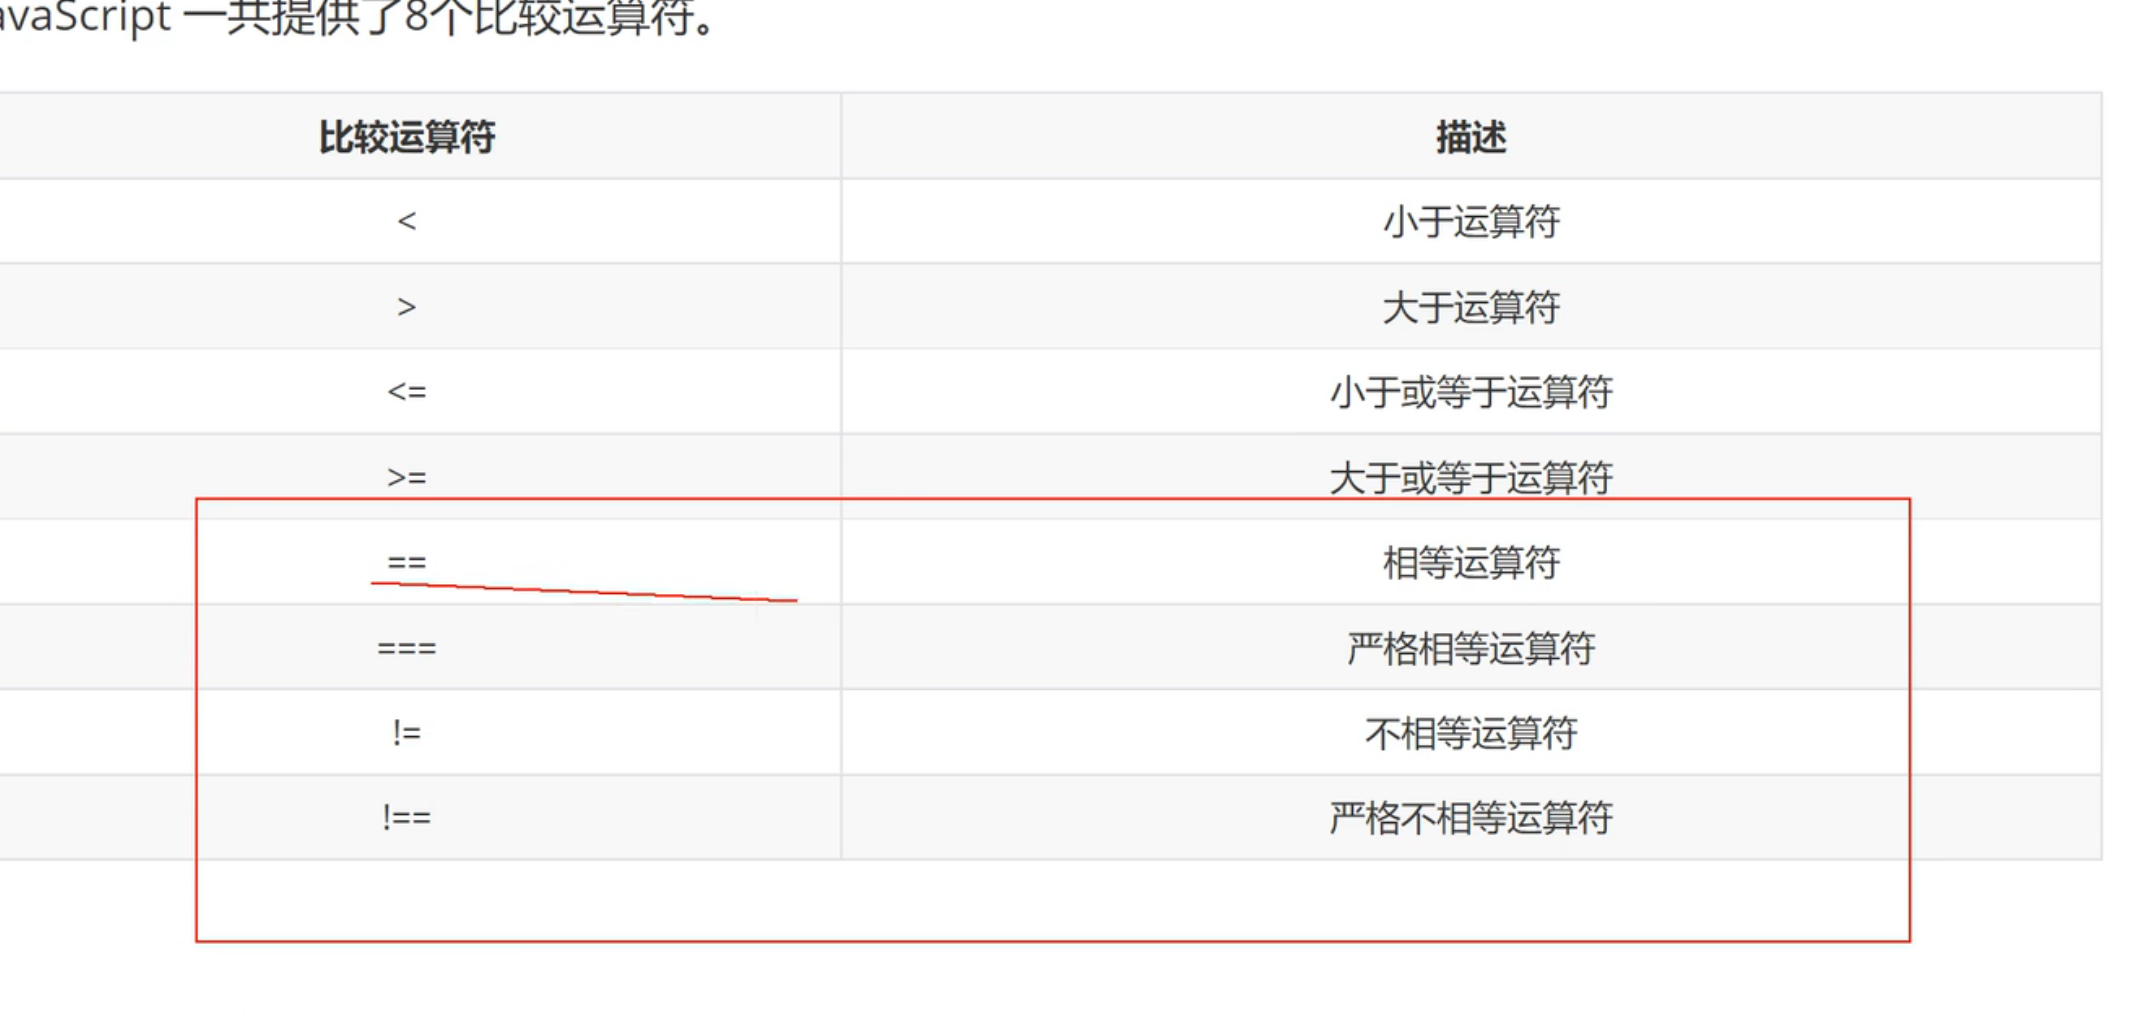 avaScript 一共提供了8个比较运算符。
比较运算符 描述
< 小于运算符
> 大于运算符
<= 小于或等于运算符
>= 大于或等于运算符
== 相等运算符
=== 严格相等运算符
!= 不相等运算符
!== 严格不相等运算符